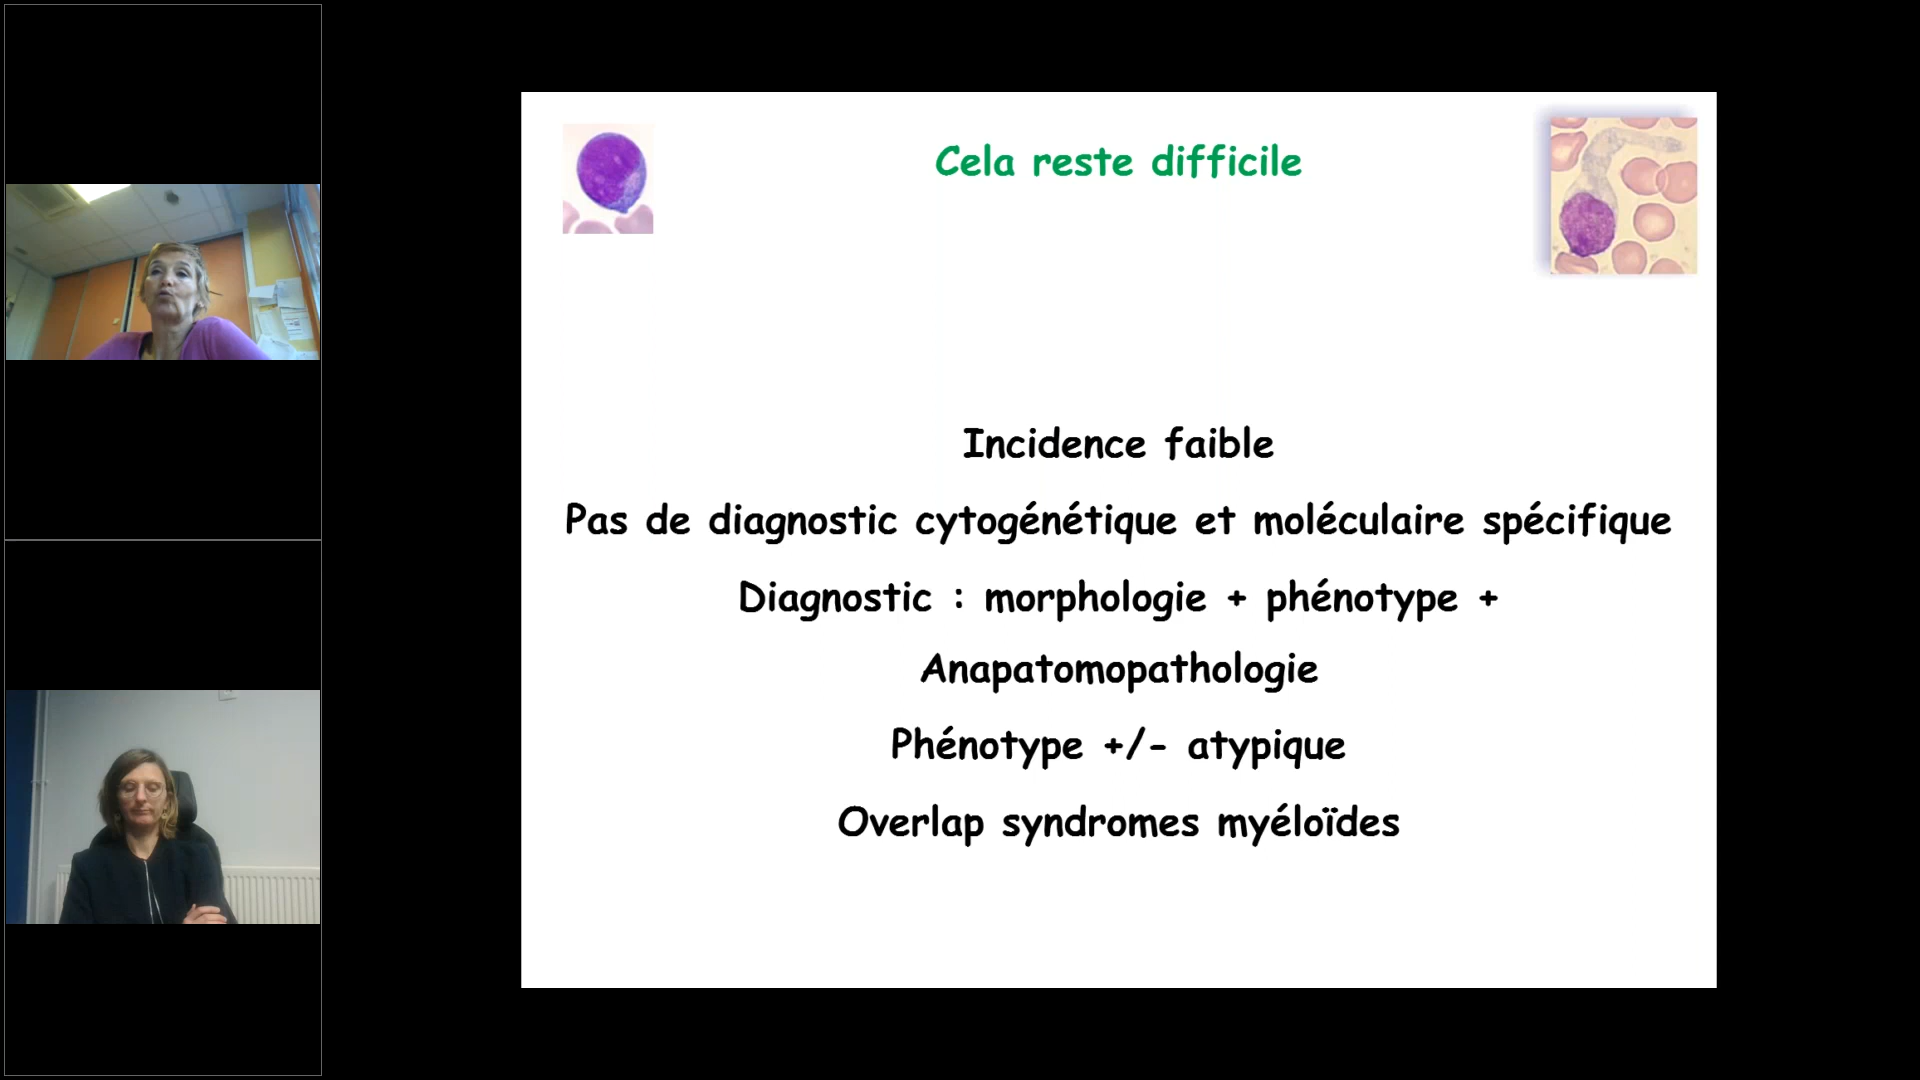 Cela reste difficile
Incidence faible
Pas de diagnostic cytogénétique et moléculaire spécifique
Diagnostic : morphologie + phénotype +
Anapatomopathologie
Phénotype +/- atypique
Overlap syndromes myéloïdes